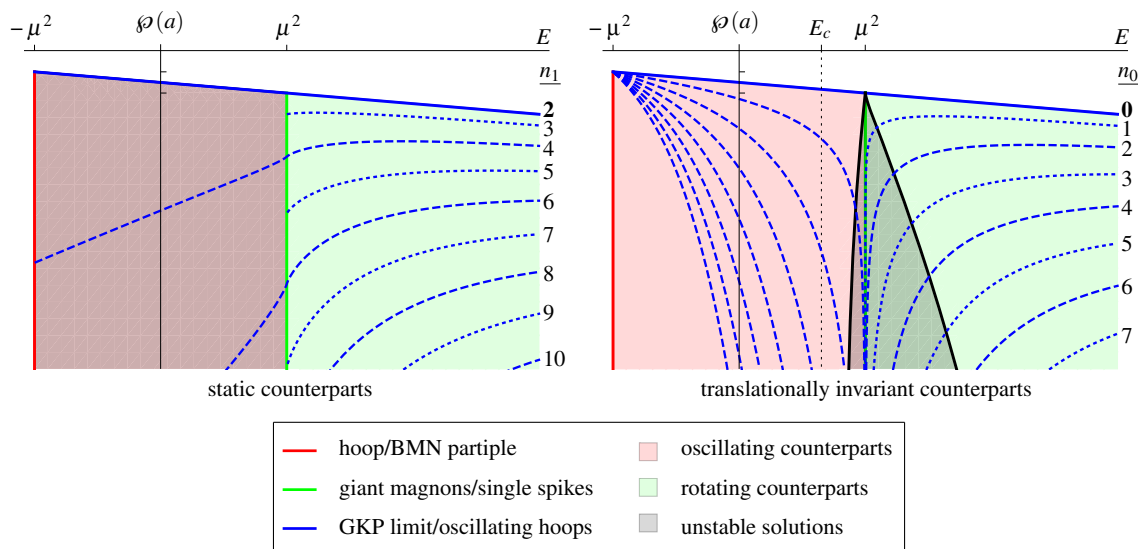 −μ² ℘(a) μ² E
n₁
2
3
4
5
6
7
8
9
10
static counterparts
−μ² ℘(a) E_c μ² E
n₀
0
1
2
3
4
5
6
7
translationally invariant counterparts
hoop/BMN partiple
giant magnons/single spikes
GKP limit/oscillating hoops
oscillating counterparts
rotating counterparts
unstable solutions